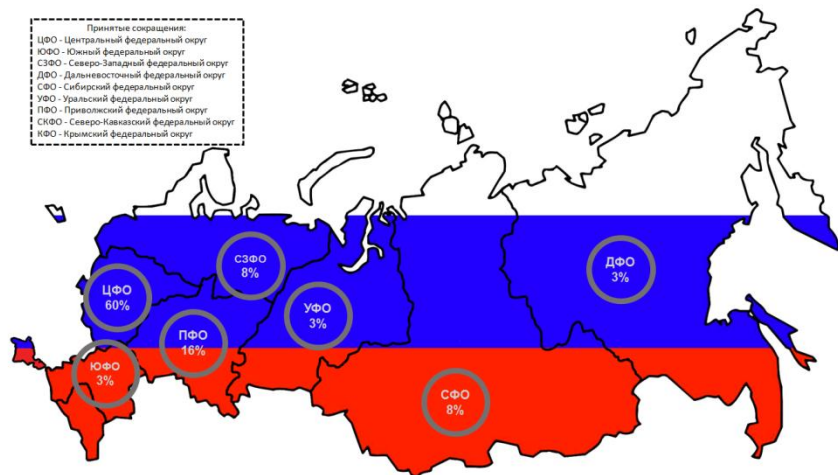 Принятые сокращения:
ЦФО - Центральный федеральный округ
ЮФО - Южный федеральный округ
СЗФО - Северо-Западный федеральный округ
ДФО - Дальневосточный федеральный округ
СФО - Сибирский федеральный округ
УФО - Уральский федеральный округ
ПФО - Приволжский федеральный округ
СКФО - Северо-Кавказский федеральный округ
КФО - Крымский федеральный округ
СЗФО
8%
ДФО
3%
ЦФО
60%
УФО
3%
ПФО
16%
ЮФО
3%
СФО
8%